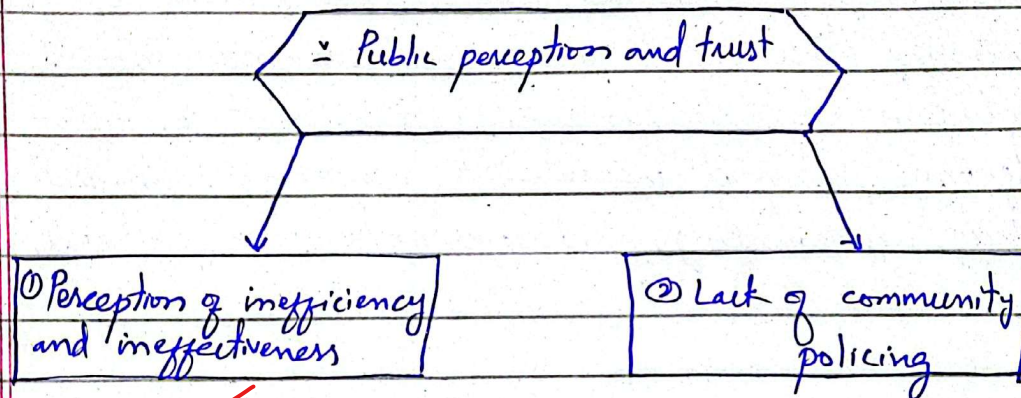 ⩡ Public perception and trust
① Perception of inefficiency
and ineffectiveness
② Lack of community
policing